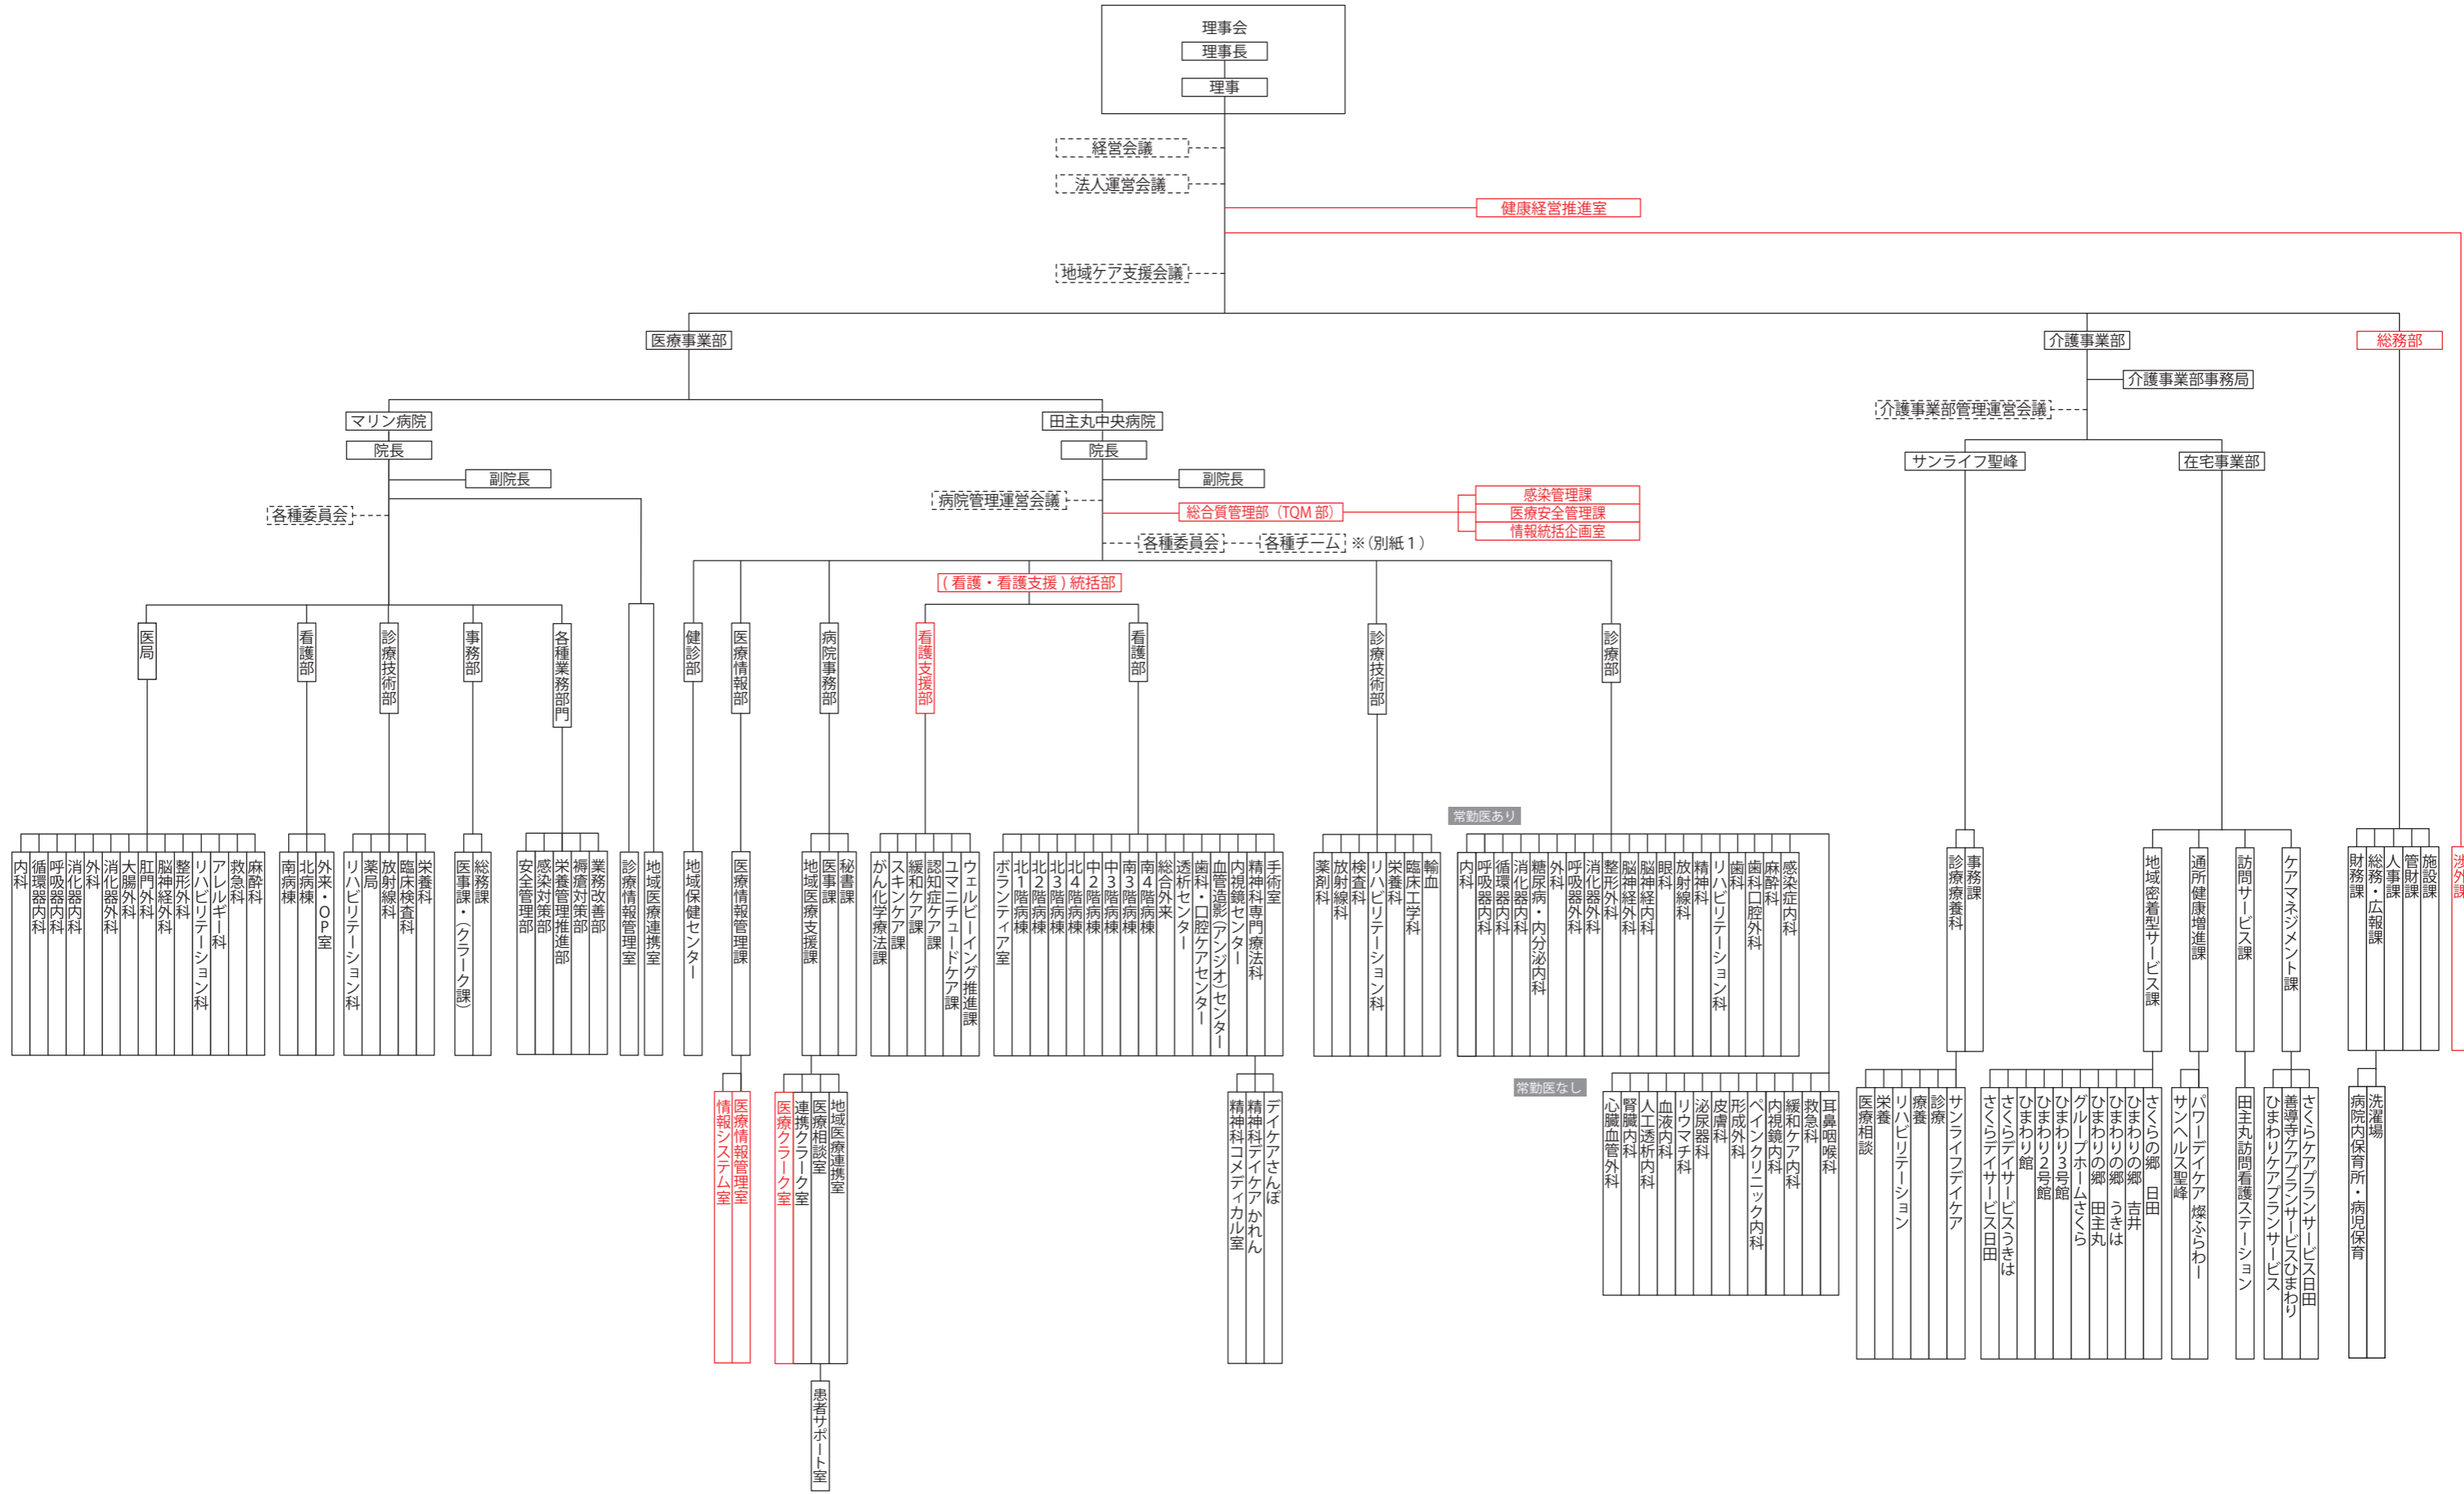 理事会
理事長
理事
経営会議
法人運営会議
健康経営推進室
地域ケア支援会議
医療事業部
介護事業部
総務部
介護事業部事務局
介護事業部管理運営会議
マリン病院
院長
副院長
各種委員会
田主丸中央病院
院長
副院長
病院管理運営会議
総合質管理部（TQM 部）
感染管理課
医療安全管理課
情報統括企画室
各種委員会
各種チーム
※（別紙１）
サンライフ聖峰
在宅事業部
(看護・看護支援)統括部
医局
看護部
診療技術部
事務部
各種業務部門
健診部
医療情報部
病院事務部
看護支援部
看護部
診療技術部
診療部
常勤医あり
内科
循環器内科
呼吸器内科
消化器内科
外科
消化器外科
大腸外科
肛門外科
脳神経外科
整形外科
リハビリテーション科
アレルギー科
救急科
麻酔科
南病棟
北病棟
外来・OP室
リハビリテーション科
薬局
放射線科
臨床検査科
栄養科
医事課・（クラーク課）
総務課
安全管理部
感染対策部
栄養管理推進部
褥瘡対策部
業務改善部
診療情報管理室
地域医療連携室
地域保健センター
医療情報管理課
地域医療支援課
医事課
秘書課
がん化学療法課
スキンケア課
緩和ケア課
認知症ケア課
ユマニチュードケア課
ウェルビーイング推進課
ボランティア室
北１階病棟
北２階病棟
北３階病棟
北４階病棟
中２階病棟
中３階病棟
南３階病棟
南４階病棟
総合外来
透析センター
歯科・口腔ケアセンター
血管造影（アンジオ）センター
内視鏡センター
精神科専門療法科
手術室
薬剤科
放射線科
検査科
リハビリテーション科
栄養科
臨床工学科
輸血
内科
呼吸器内科
循環器内科
消化器内科
糖尿病・内分泌内科
外科
呼吸器外科
消化器外科
整形外科
脳神経外科
脳神経内科
眼科
放射線科
精神科
リハビリテーション科
歯科
歯科口腔外科
麻酔科
感染症内科
診療療養科
事務課
地域密着型サービス課
通所健康増進課
訪問サービス課
ケアマネジメント課
財務課
総務・広報課
人事課
管財課
施設課
渉外課
情報システム室
医療情報管理室
医療クラーク室
連携クラーク室
医療相談室
地域医療連携室
患者サポート室
精神科コメディカル室
精神科デイケア かれん
デイケアさんぽ
常勤医なし
心臓血管外科
腎臓内科
人工透析内科
血液内科
リウマチ科
泌尿器科
皮膚科
形成外科
ペインクリニック内科
内視鏡内科
緩和ケア内科
救急科
耳鼻咽喉科
医療相談
栄養
リハビリテーション
療養
診療
サンライフデイケア
さくらデイサービス日田
さくらデイサービスうきは
ひまわり館
ひまわり２号館
ひまわり３号館
グループホームさくら
ひまわりの郷　田主丸
ひまわりの郷　うきは
ひまわりの郷　吉井
さくらの郷　日田
サンヘルス聖峰
パワーデイケア 燦ふらわー
田主丸訪問看護ステーション
ひまわりケアプランサービス
善導寺ケアプランサービスひまわり
さくらケアプランサービス日田
病院内保育所・病児保育
洗濯場